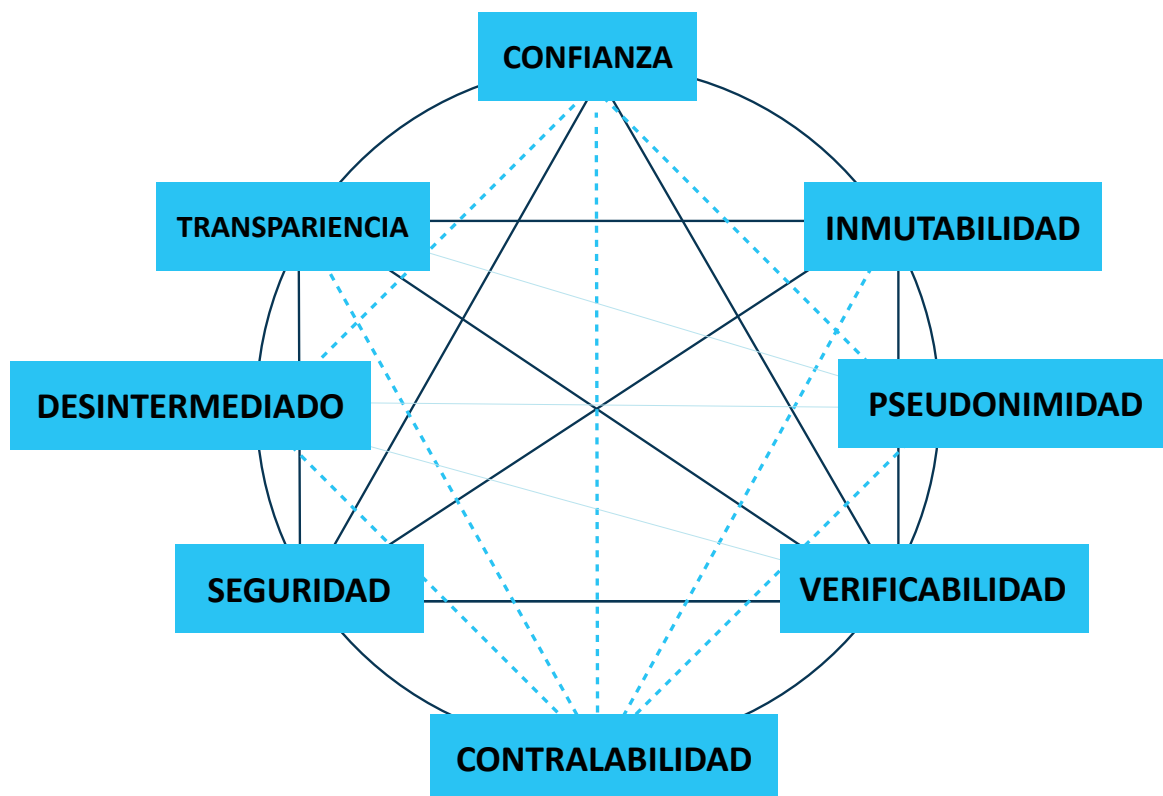 CONFIANZA
TRANSPARIENCIA
INMUTABILIDAD
DESINTERMEDIADO
PSEUDONIMIDAD
SEGURIDAD
VERIFICABILIDAD
CONTRALABILIDAD